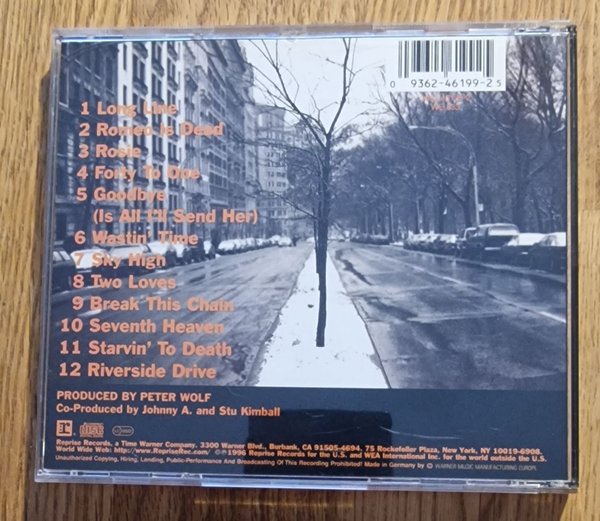 0 9362-46199-2 5
1 Long Line
2 Romeo Is Dead
3 Rosie
4 Forty To One
5 Goodbye
(Is All I'll Send Her)
6 Wastin' Time
7 Sky High
8 Two Loves
9 Break This Chain
10 Seventh Heaven
11 Starvin' To Death
12 Riverside Drive
PRODUCED BY PETER WOLF
Co-Produced by Johnny A. and Stu Kimball
Reprise Records, a Time Warner Company, 3300 Warner Blvd., Burbank, CA 91505-4694. 75 Rockefeller Plaza, New York, NY 10019-6908.
World Wide Web: http://www.RepriseRec.com/ ©℗1996 Reprise Records for the U.S. and WEA International Inc. for the world outside the U.S.
Unauthorized Copying, Hiring, Lending, Public-Performance And Broadcasting Of This Recording Prohibited! Made in Germany by WARNER MUSIC MANUFACTURING EUROPE.